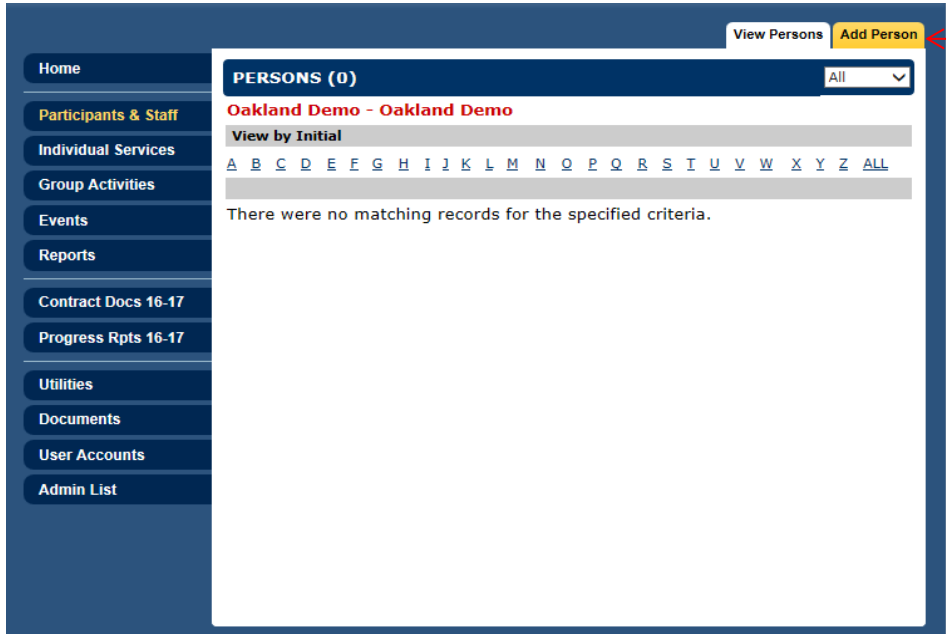 View Persons Add Person
Home
Participants & Staff
Individual Services
Group Activities
Events
Reports
Contract Docs 16-17
Progress Rpts 16-17
Utilities
Documents
User Accounts
Admin List
PERSONS (0) All
Oakland Demo - Oakland Demo
View by Initial
A B C D E F G H I J K L M N O P Q R S T U V W X Y Z ALL
There were no matching records for the specified criteria.